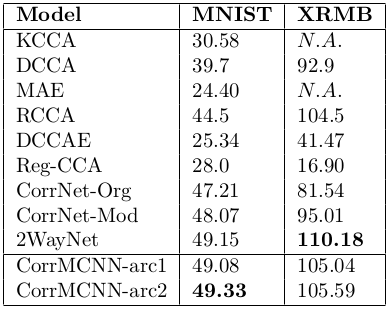 Model MNIST XRMB
KCCA 30.58 N.A.
DCCA 39.7 92.9
MAE 24.40 N.A.
RCCA 44.5 104.5
DCCAE 25.34 41.47
Reg-CCA 28.0 16.90
CorrNet-Org 47.21 81.54
CorrNet-Mod 48.07 95.01
2WayNet 49.15 110.18
CorrMCNN-arc1 49.08 105.04
CorrMCNN-arc2 49.33 105.59